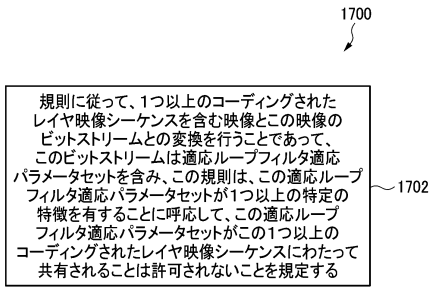 1700
規則に従って、1つ以上のコーディングされた
レイヤ映像シーケンスを含む映像とこの映像の
ビットストリームとの変換を行うことであって、
このビットストリームは適応ループフィルタ適応
パラメータセットを含み、この規則は、この適応ループ
フィルタ適応パラメータセットが1つ以上の特定の
特徴を有することに呼応して、この適応ループ
フィルタ適応パラメータセットがこの1つ以上の
コーディングされたレイヤ映像シーケンスにわたって
共有されることは許可されないことを規定する
1702